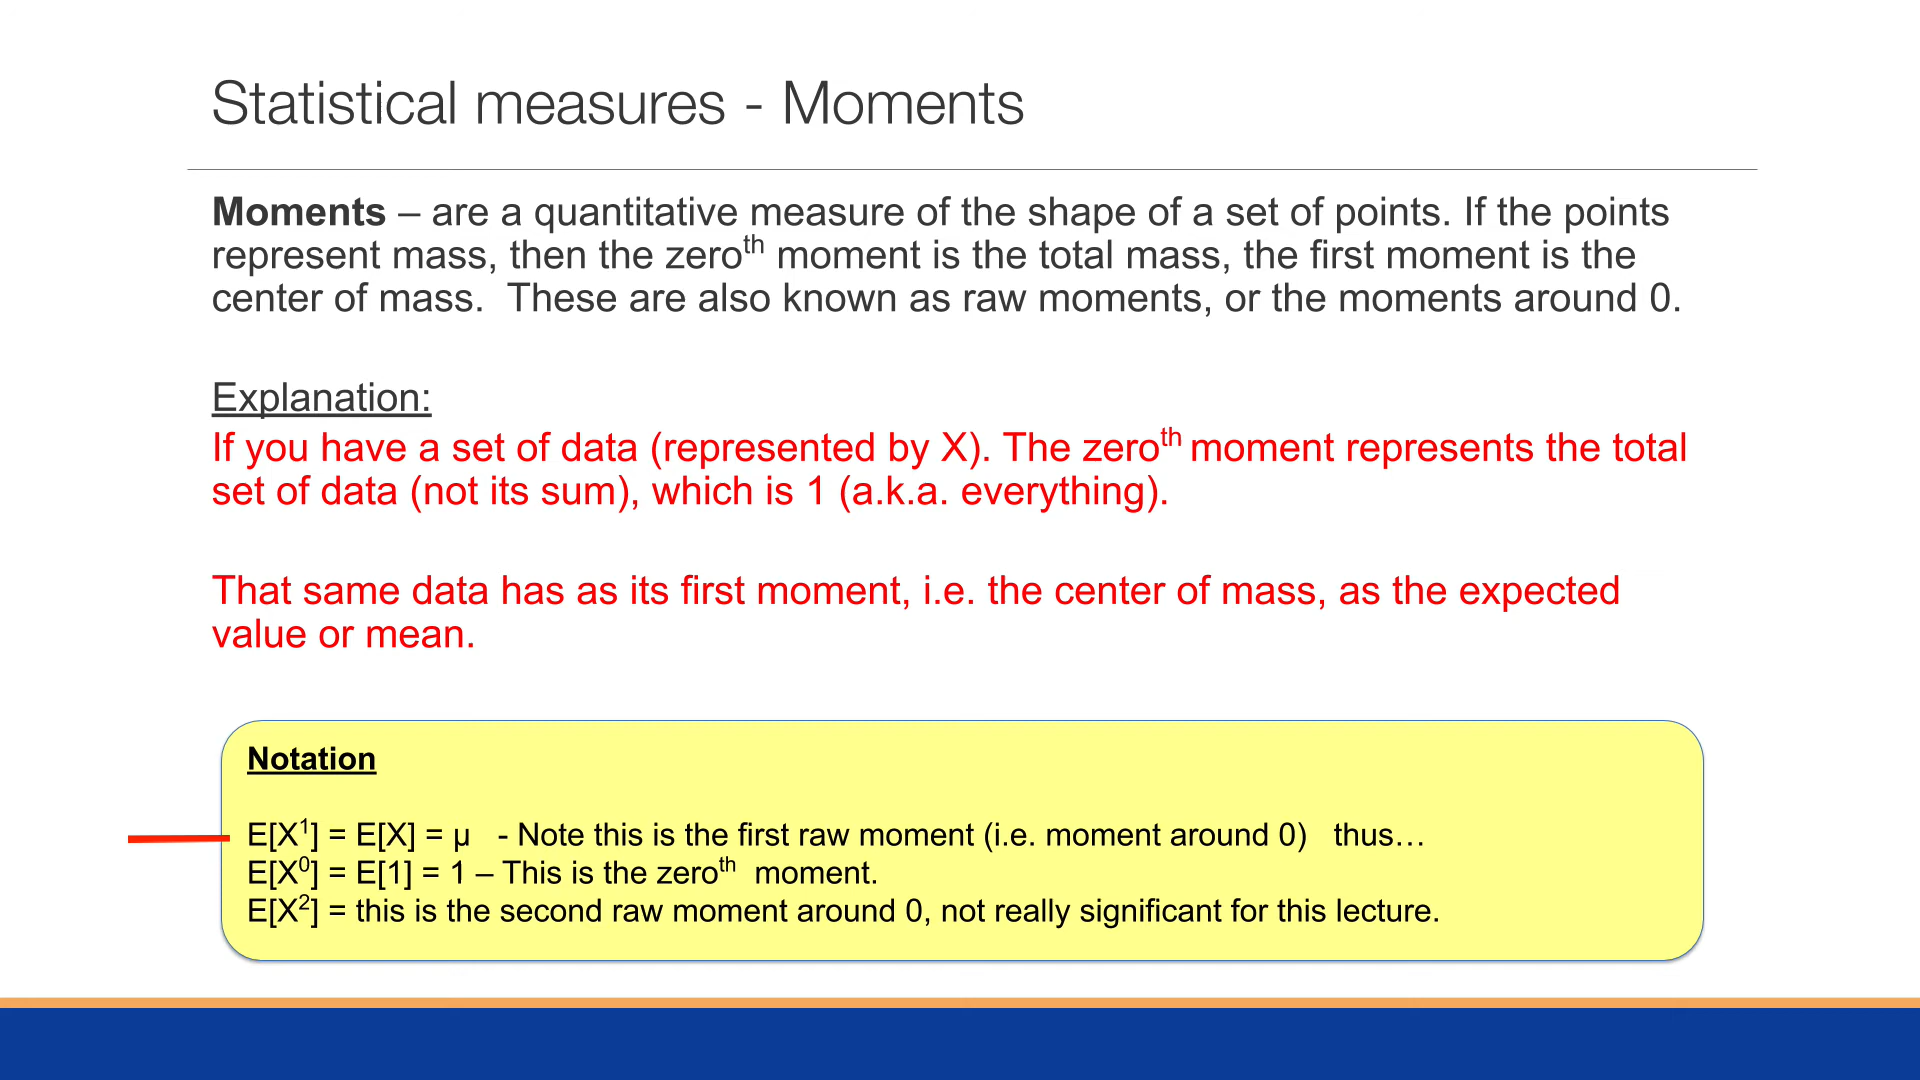 Statistical measures - Moments
Moments – are a quantitative measure of the shape of a set of points. If the points
represent mass, then the zeroᵗʰ moment is the total mass, the first moment is the
center of mass.  These are also known as raw moments, or the moments around 0.
Explanation:
If you have a set of data (represented by X). The zeroᵗʰ moment represents the total
set of data (not its sum), which is 1 (a.k.a. everything).
That same data has as its first moment, i.e. the center of mass, as the expected
value or mean.
Notation
E[X¹] = E[X] = µ   - Note this is the first raw moment (i.e. moment around 0)   thus…
E[X⁰] = E[1] = 1 – This is the zeroᵗʰ  moment.
E[X²] = this is the second raw moment around 0, not really significant for this lecture.